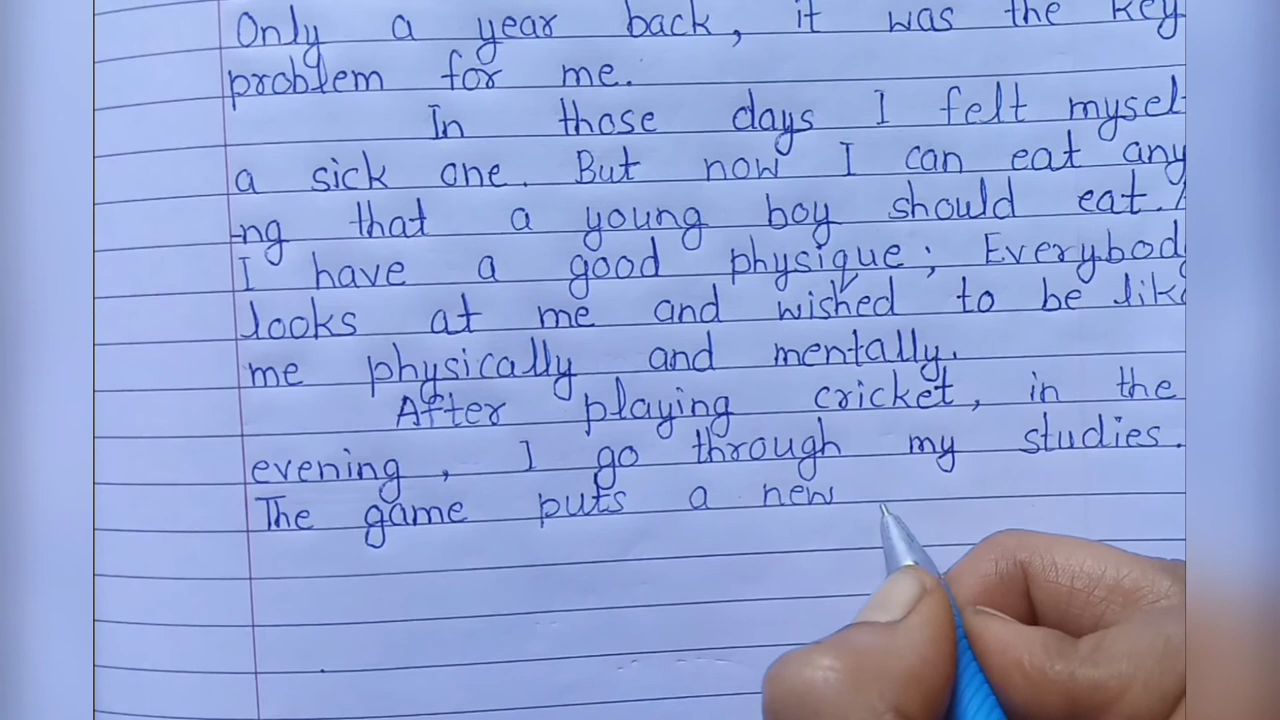 Only a year back, it was the key
problem for me.
In those days I felt mysel
a sick one. But now I can eat any
-ng that a young boy should eat.
I have a good physique; Everybod
looks at me and wished to be lik
me physically and mentally.
After playing cricket, in the
evening, I go through my studies.
The game puts a new